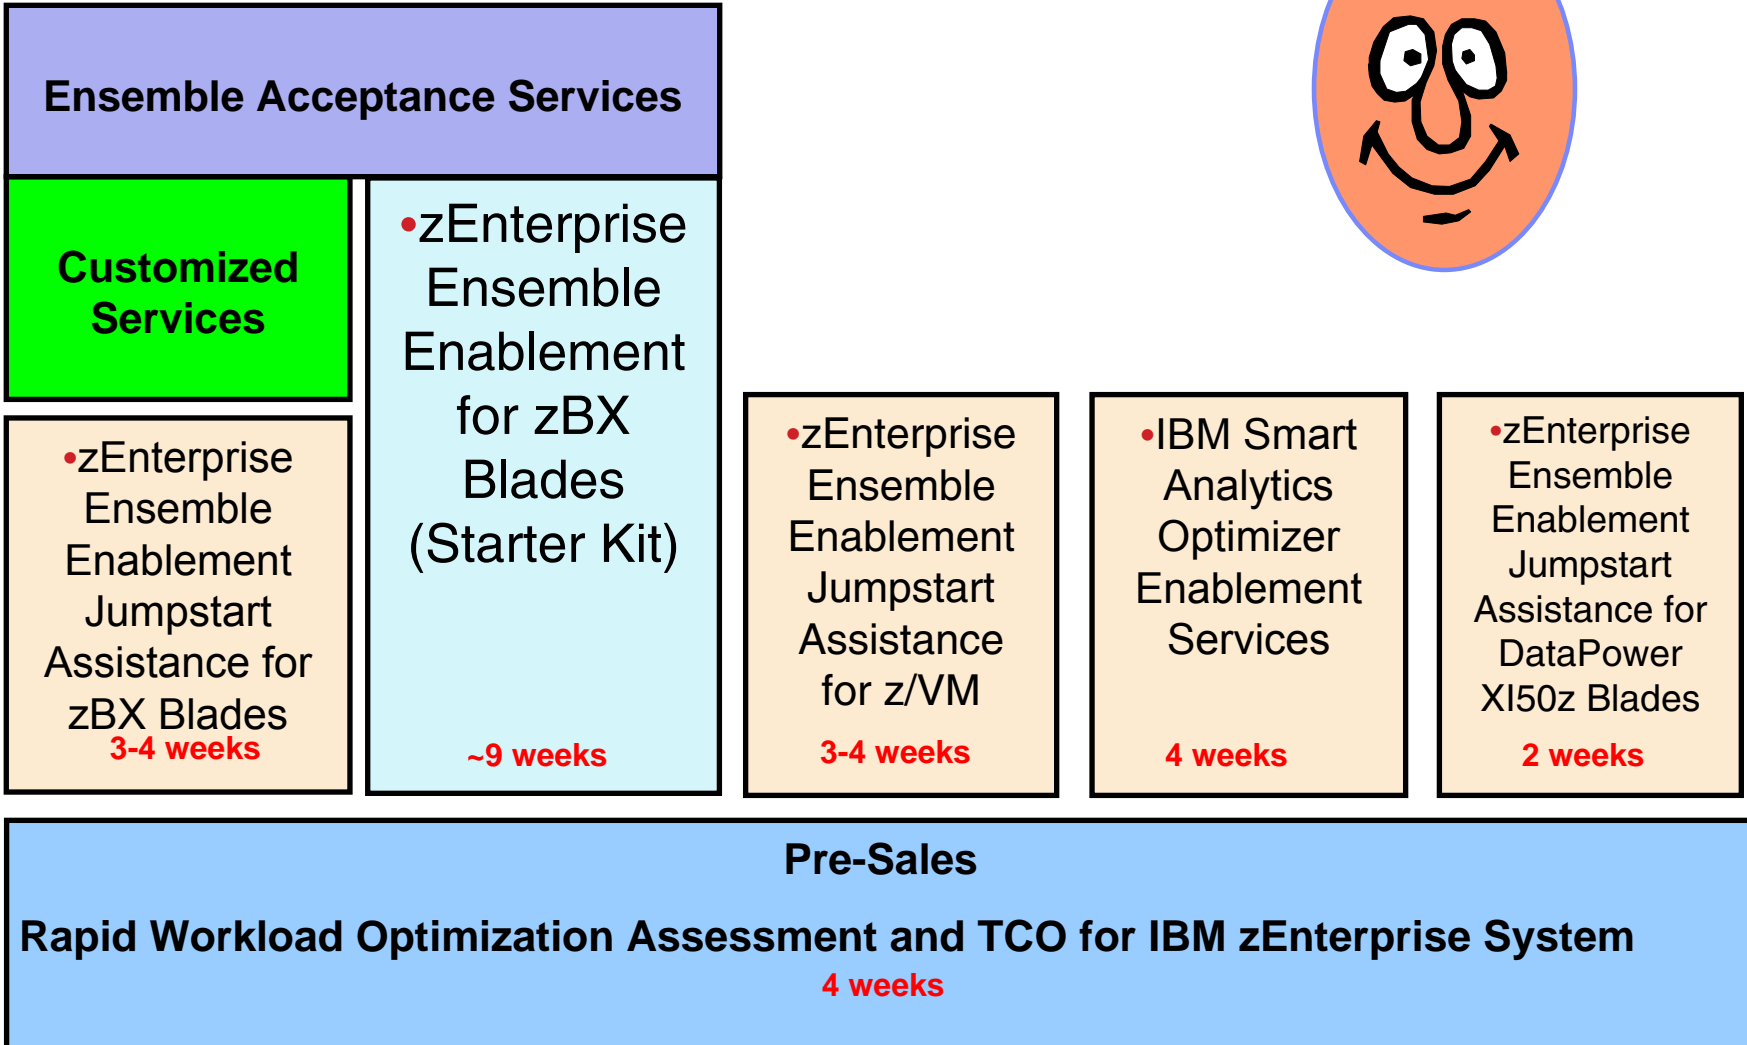 Ensemble Acceptance Services
Customized
Services
•zEnterprise
Ensemble
Enablement
Jumpstart
Assistance for
zBX Blades
3-4 weeks
•zEnterprise
Ensemble
Enablement
for zBX
Blades
(Starter Kit)
~9 weeks
•zEnterprise
Ensemble
Enablement
Jumpstart
Assistance
for z/VM
3-4 weeks
•IBM Smart
Analytics
Optimizer
Enablement
Services
4 weeks
•zEnterprise
Ensemble
Enablement
Jumpstart
Assistance for
DataPower
XI50z Blades
2 weeks
Pre-Sales
Rapid Workload Optimization Assessment and TCO for IBM zEnterprise System
4 weeks